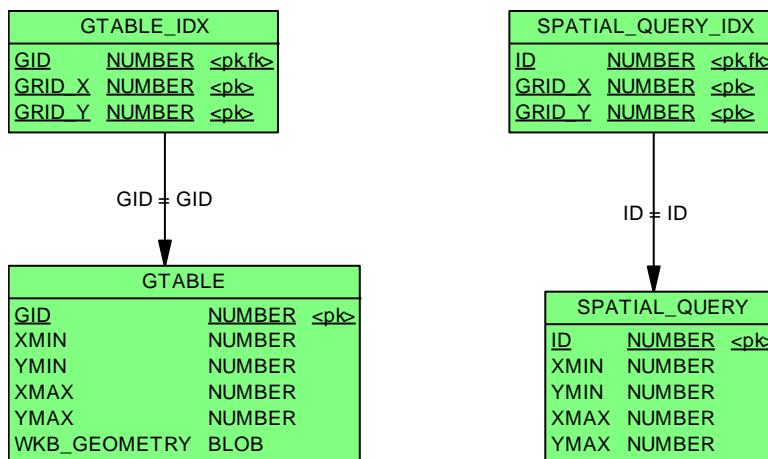 GTABLE_IDX
GID NUMBER <pk,fk>
GRID_X NUMBER <pk>
GRID_Y NUMBER <pk>
GID = GID
GTABLE
GID NUMBER <pk>
XMIN NUMBER
YMIN NUMBER
XMAX NUMBER
YMAX NUMBER
WKB_GEOMETRY BLOB
SPATIAL_QUERY_IDX
ID NUMBER <pk,fk>
GRID_X NUMBER <pk>
GRID_Y NUMBER <pk>
ID = ID
SPATIAL_QUERY
ID NUMBER <pk>
XMIN NUMBER
YMIN NUMBER
XMAX NUMBER
YMAX NUMBER